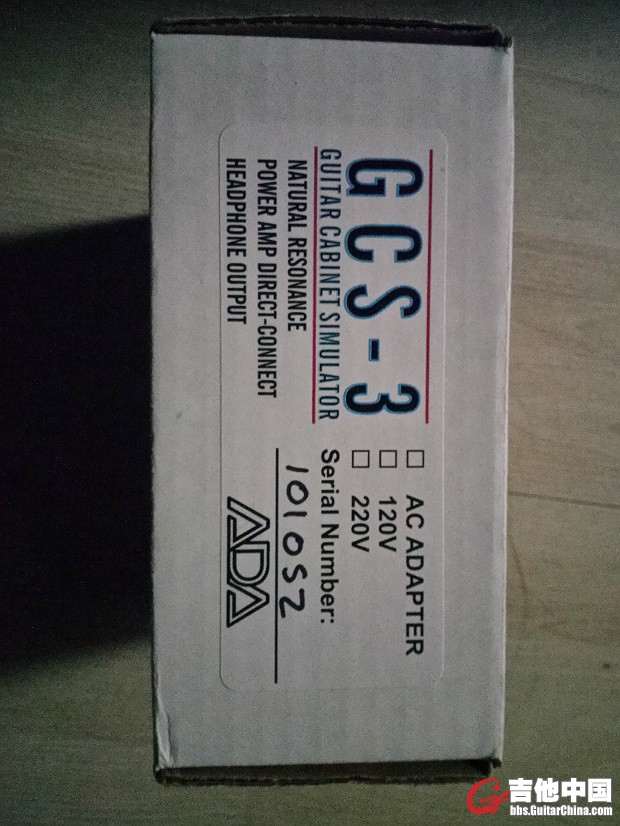 GCS-3
GUITAR CABINET SIMULATOR
NATURAL RESONANCE
POWER AMP DIRECT-CONNECT
HEADPHONE OUTPUT
☐ AC ADAPTER
☐ 120V
☐ 220V
Serial Number:
101052
ADA
吉他中国
bbs.GuitarChina.com